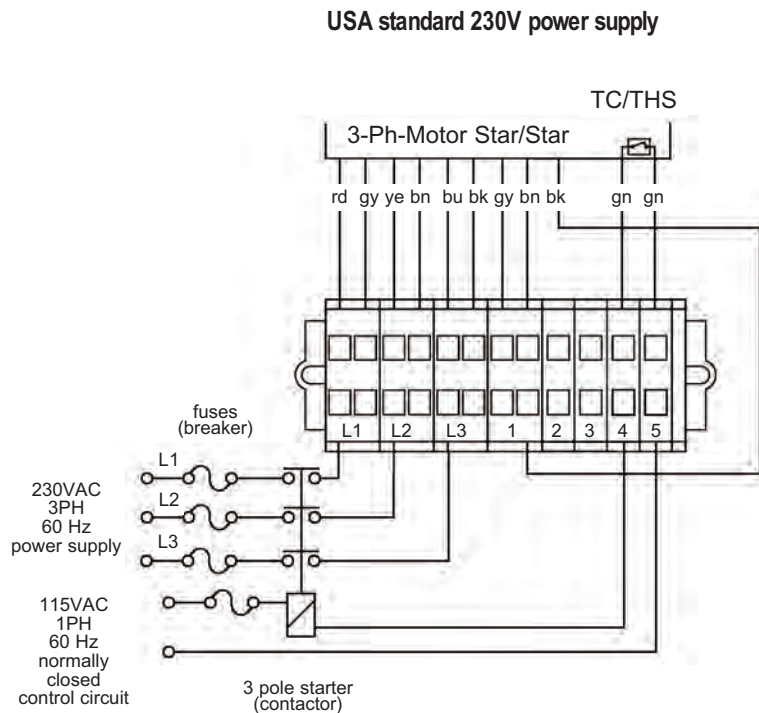 USA standard 230V power supply
TC/THS
3-Ph-Motor Star/Star
rd gy ye bn bu bk gy bn bk gn gn
fuses
(breaker)
L1 L2 L3 1 2 3 4 5
L1
L2
L3
230VAC
3PH
60 Hz
power supply
115VAC
1PH
60 Hz
normally
closed
control circuit
3 pole starter
(contactor)